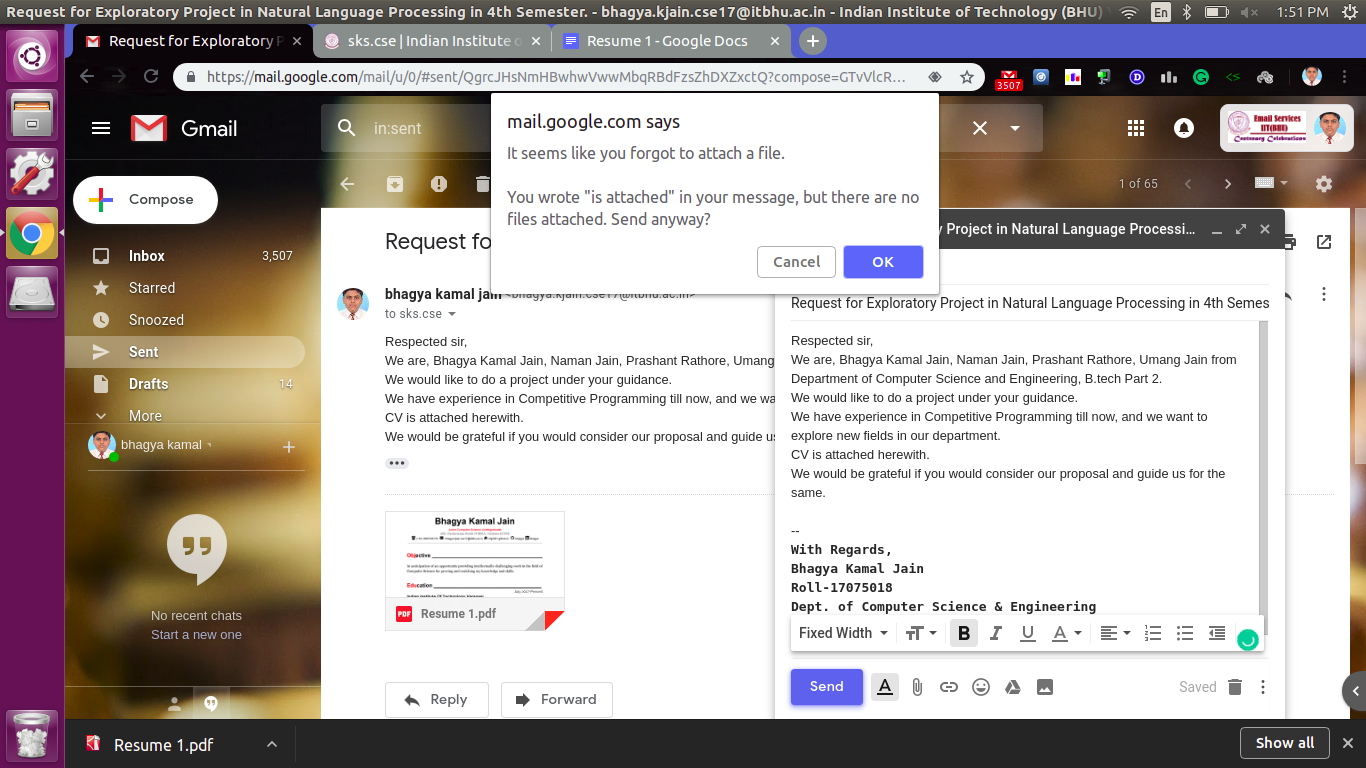 Request for Exploratory Project in Natural Language Processing in 4th Semester. - bhagya.kjain.cse17@itbhu.ac.in - Indian Institute of Technology (BHU)
En
1:51 PM
Request for Exploratory P
sks.cse | Indian Institute o
Resume 1 - Google Docs
https://mail.google.com/mail/u/0/#sent/QgrcJHsNmHBwhwVwwMbqRBdFzsZhDXZxctQ?compose=GTvVlcR...
3507
Gmail
in:sent
Email Services
IIT(BHU)
Centenary Celebrations
mail.google.com says
It seems like you forgot to attach a file.
You wrote "is attached" in your message, but there are no
files attached. Send anyway?
Cancel
OK
Compose
1 of 65
Inbox 3,507
Starred
Snoozed
Sent
Drafts 14
More
bhagya kamal
No recent chats
Start a new one
Request fo
bhagya kamal jain <bhagya.kjain.cse17@itbhu.ac.in>
to sks.cse
Respected sir,
We are, Bhagya Kamal Jain, Naman Jain, Prashant Rathore, Umang
We would like to do a project under your guidance.
We have experience in Competitive Programming till now, and we wa
CV is attached herewith.
We would be grateful if you would consider our proposal and guide us
Bhagya Kamal Jain
Objective
Education
PDF
Resume 1.pdf
Reply
Forward
y Project in Natural Language Processi...
Request for Exploratory Project in Natural Language Processing in 4th Semes
Respected sir,
We are, Bhagya Kamal Jain, Naman Jain, Prashant Rathore, Umang Jain from
Department of Computer Science and Engineering, B.tech Part 2.
We would like to do a project under your guidance.
We have experience in Competitive Programming till now, and we want to
explore new fields in our department.
CV is attached herewith.
We would be grateful if you would consider our proposal and guide us for the
same.
--
With Regards,
Bhagya Kamal Jain
Roll-17075018
Dept. of Computer Science & Engineering
Fixed Width
Send
Saved
Resume 1.pdf
Show all